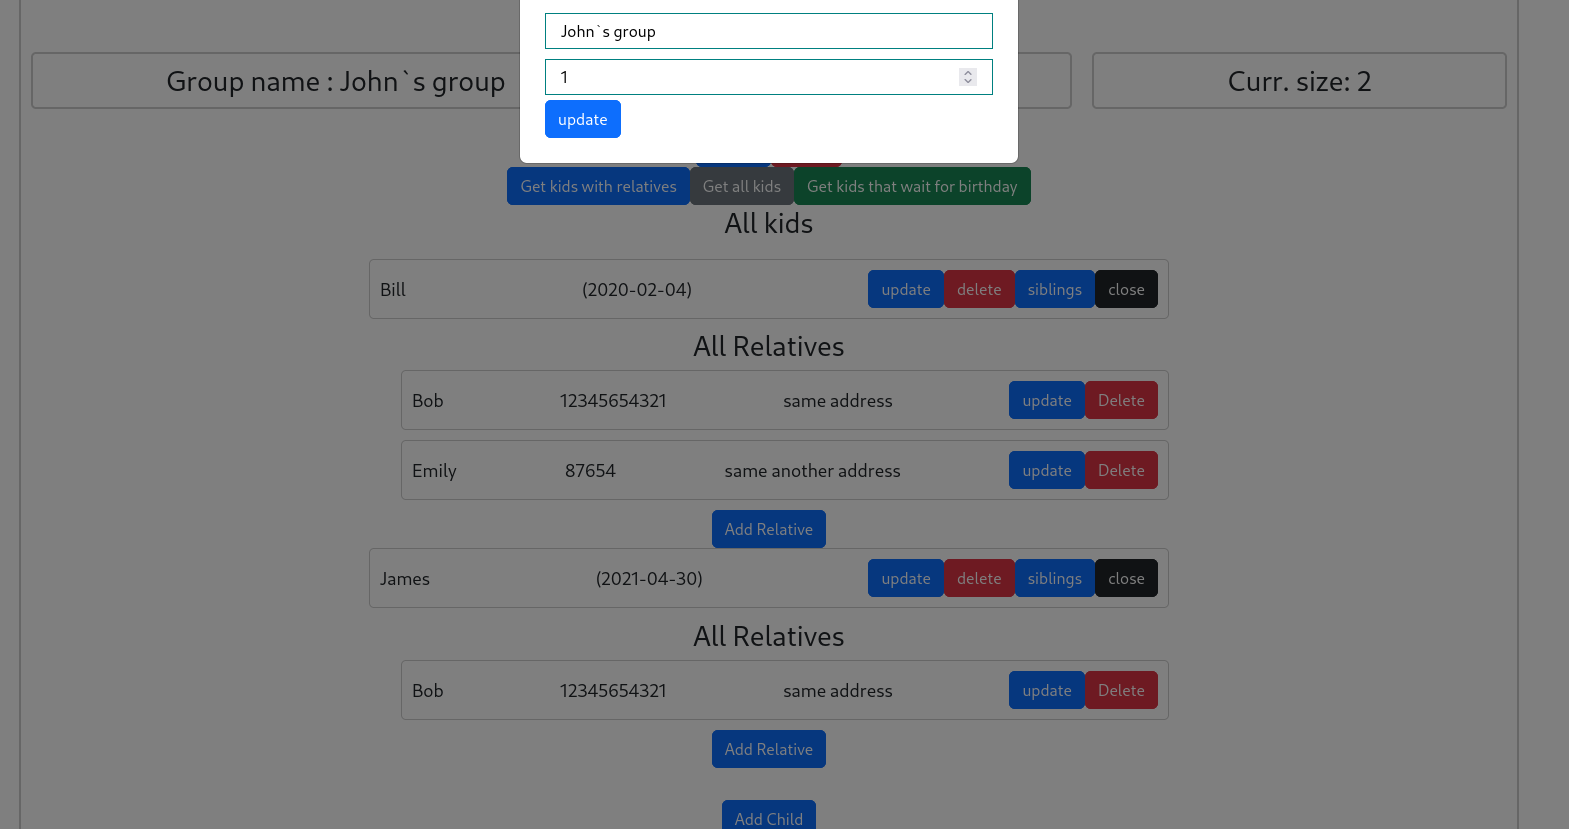 John`s group
1
update
Group name : John`s group
Curr. size: 2
Get kids with relatives Get all kids Get kids that wait for birthday
All kids
Bill (2020-02-04) update delete siblings close
All Relatives
Bob 12345654321 same address update Delete
Emily 87654 same another address update Delete
Add Relative
James (2021-04-30) update delete siblings close
All Relatives
Bob 12345654321 same address update Delete
Add Relative
Add Child